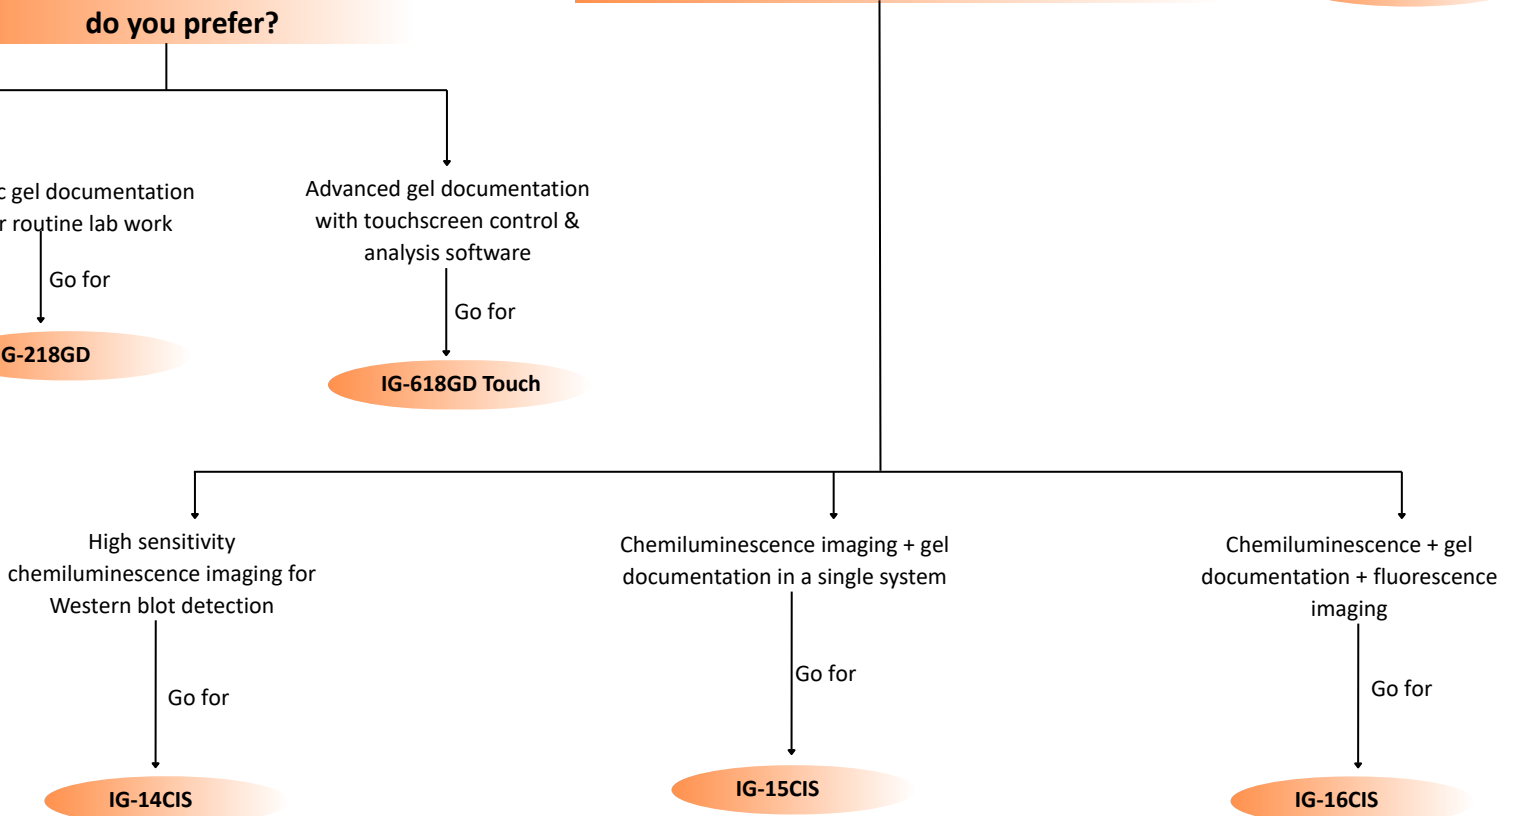 do you prefer?
gel documentation
routine lab work
Go for
G-218GD
Advanced gel documentation
with touchscreen control &
analysis software
Go for
IG-618GD Touch
High sensitivity
chemiluminescence imaging for
Western blot detection
Go for
IG-14CIS
Chemiluminescence imaging + gel
documentation in a single system
Go for
IG-15CIS
Chemiluminescence + gel
documentation + fluorescence
imaging
Go for
IG-16CIS